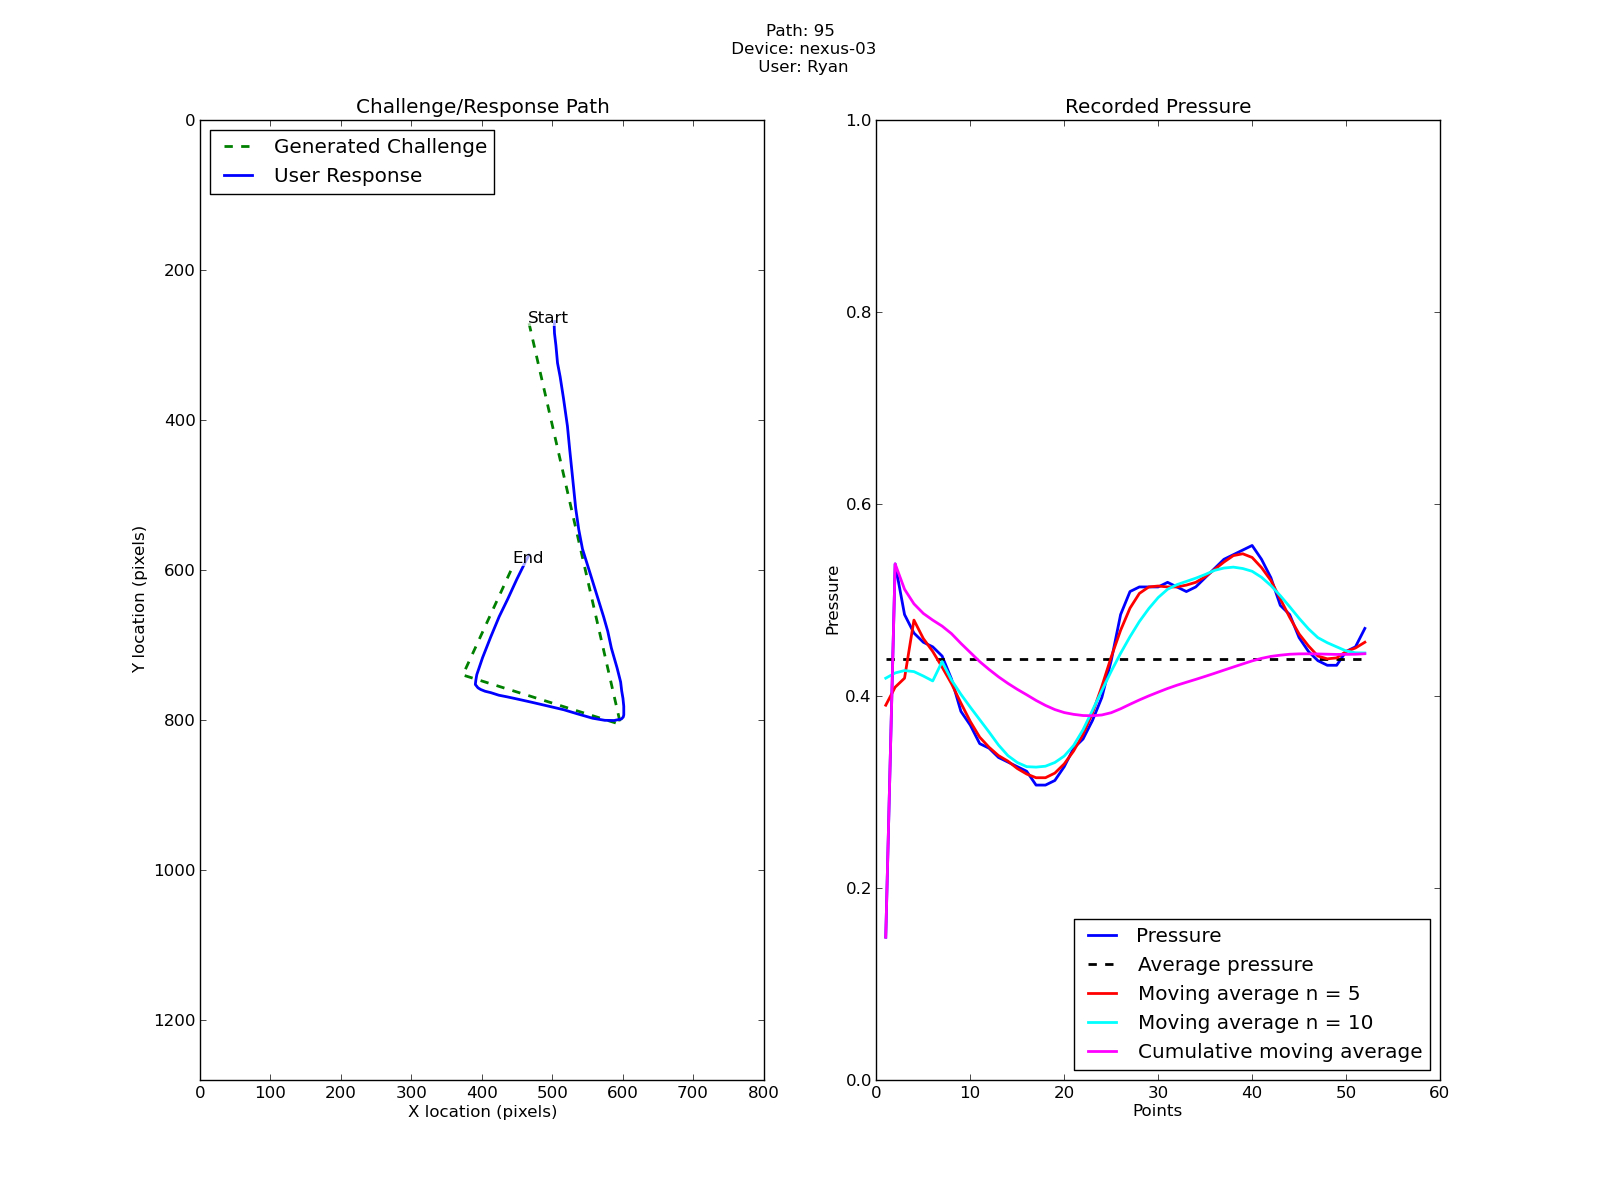 Path: 95
Device: nexus-03
User: Ryan
Challenge/Response Path
Generated Challenge
User Response
Start
End
0
200
400
600
800
1000
1200
Y location (pixels)
0 100 200 300 400 500 600 700 800
X location (pixels)
Recorded Pressure
1.0
0.8
0.6
0.4
0.2
0.0
Pressure
Pressure
Average pressure
Moving average n = 5
Moving average n = 10
Cumulative moving average
0 10 20 30 40 50 60
Points